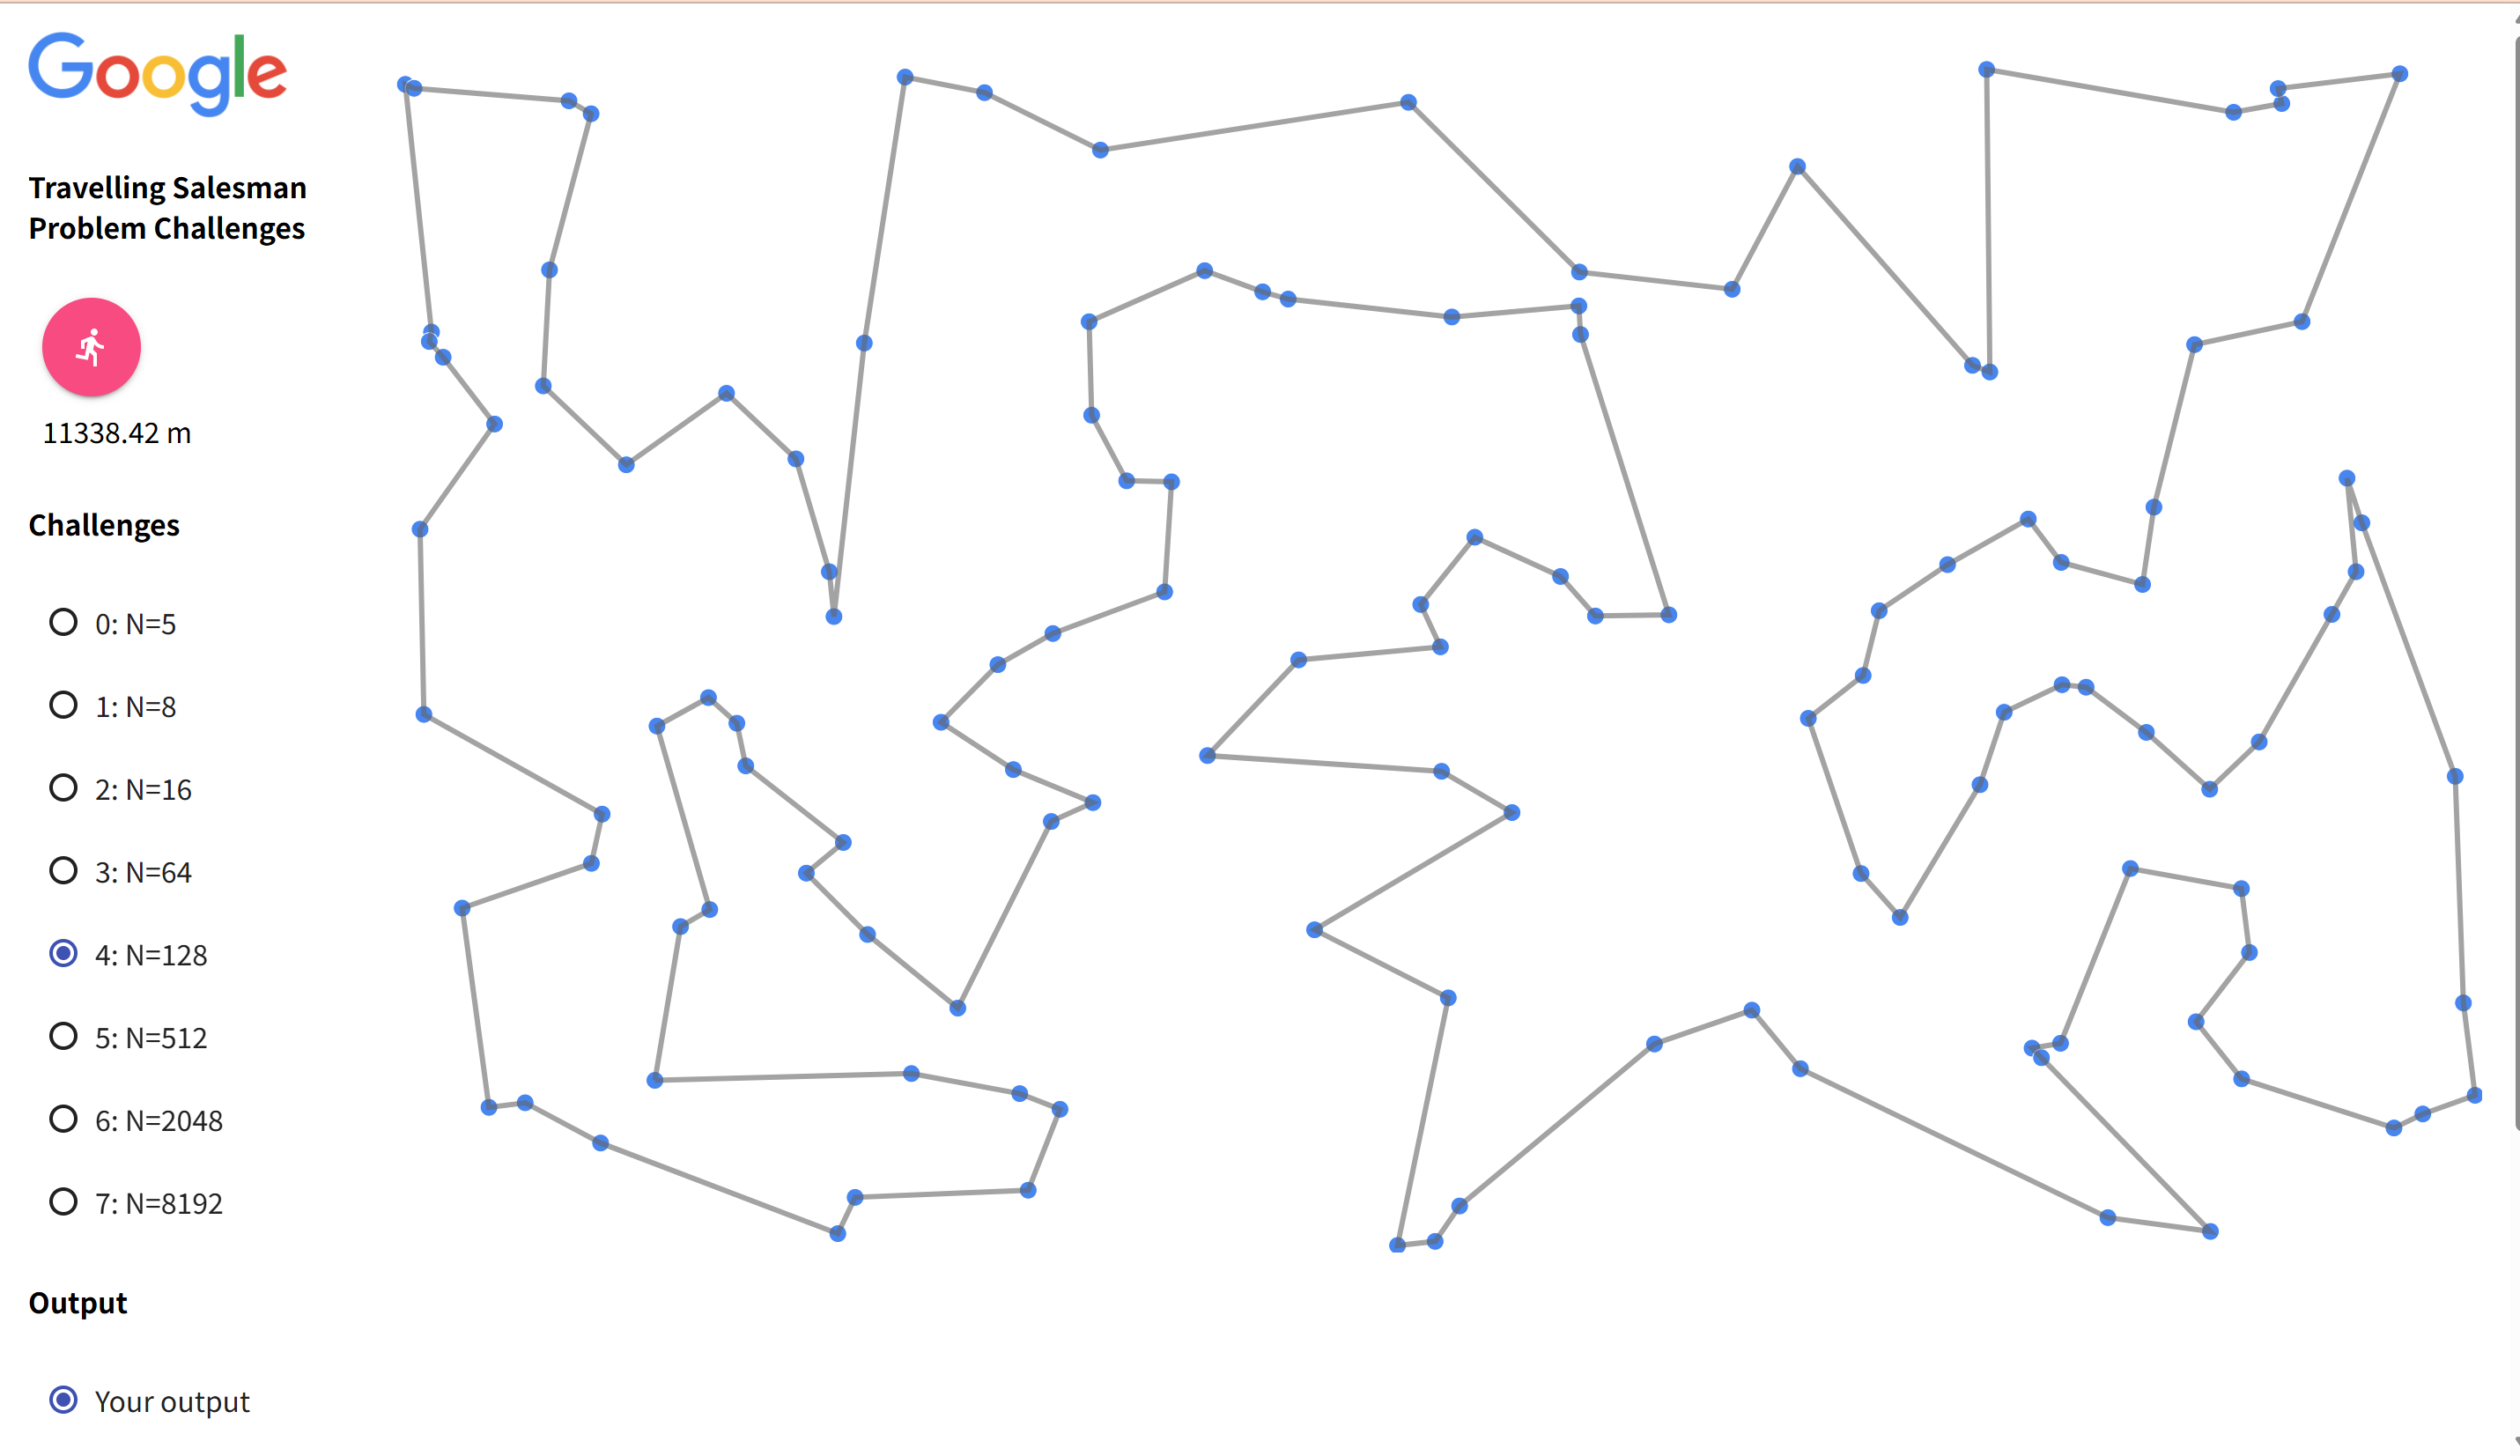 Google
Travelling Salesman
Problem Challenges
11338.42 m
Challenges
0: N=5
1: N=8
2: N=16
3: N=64
4: N=128
5: N=512
6: N=2048
7: N=8192
Output
Your output